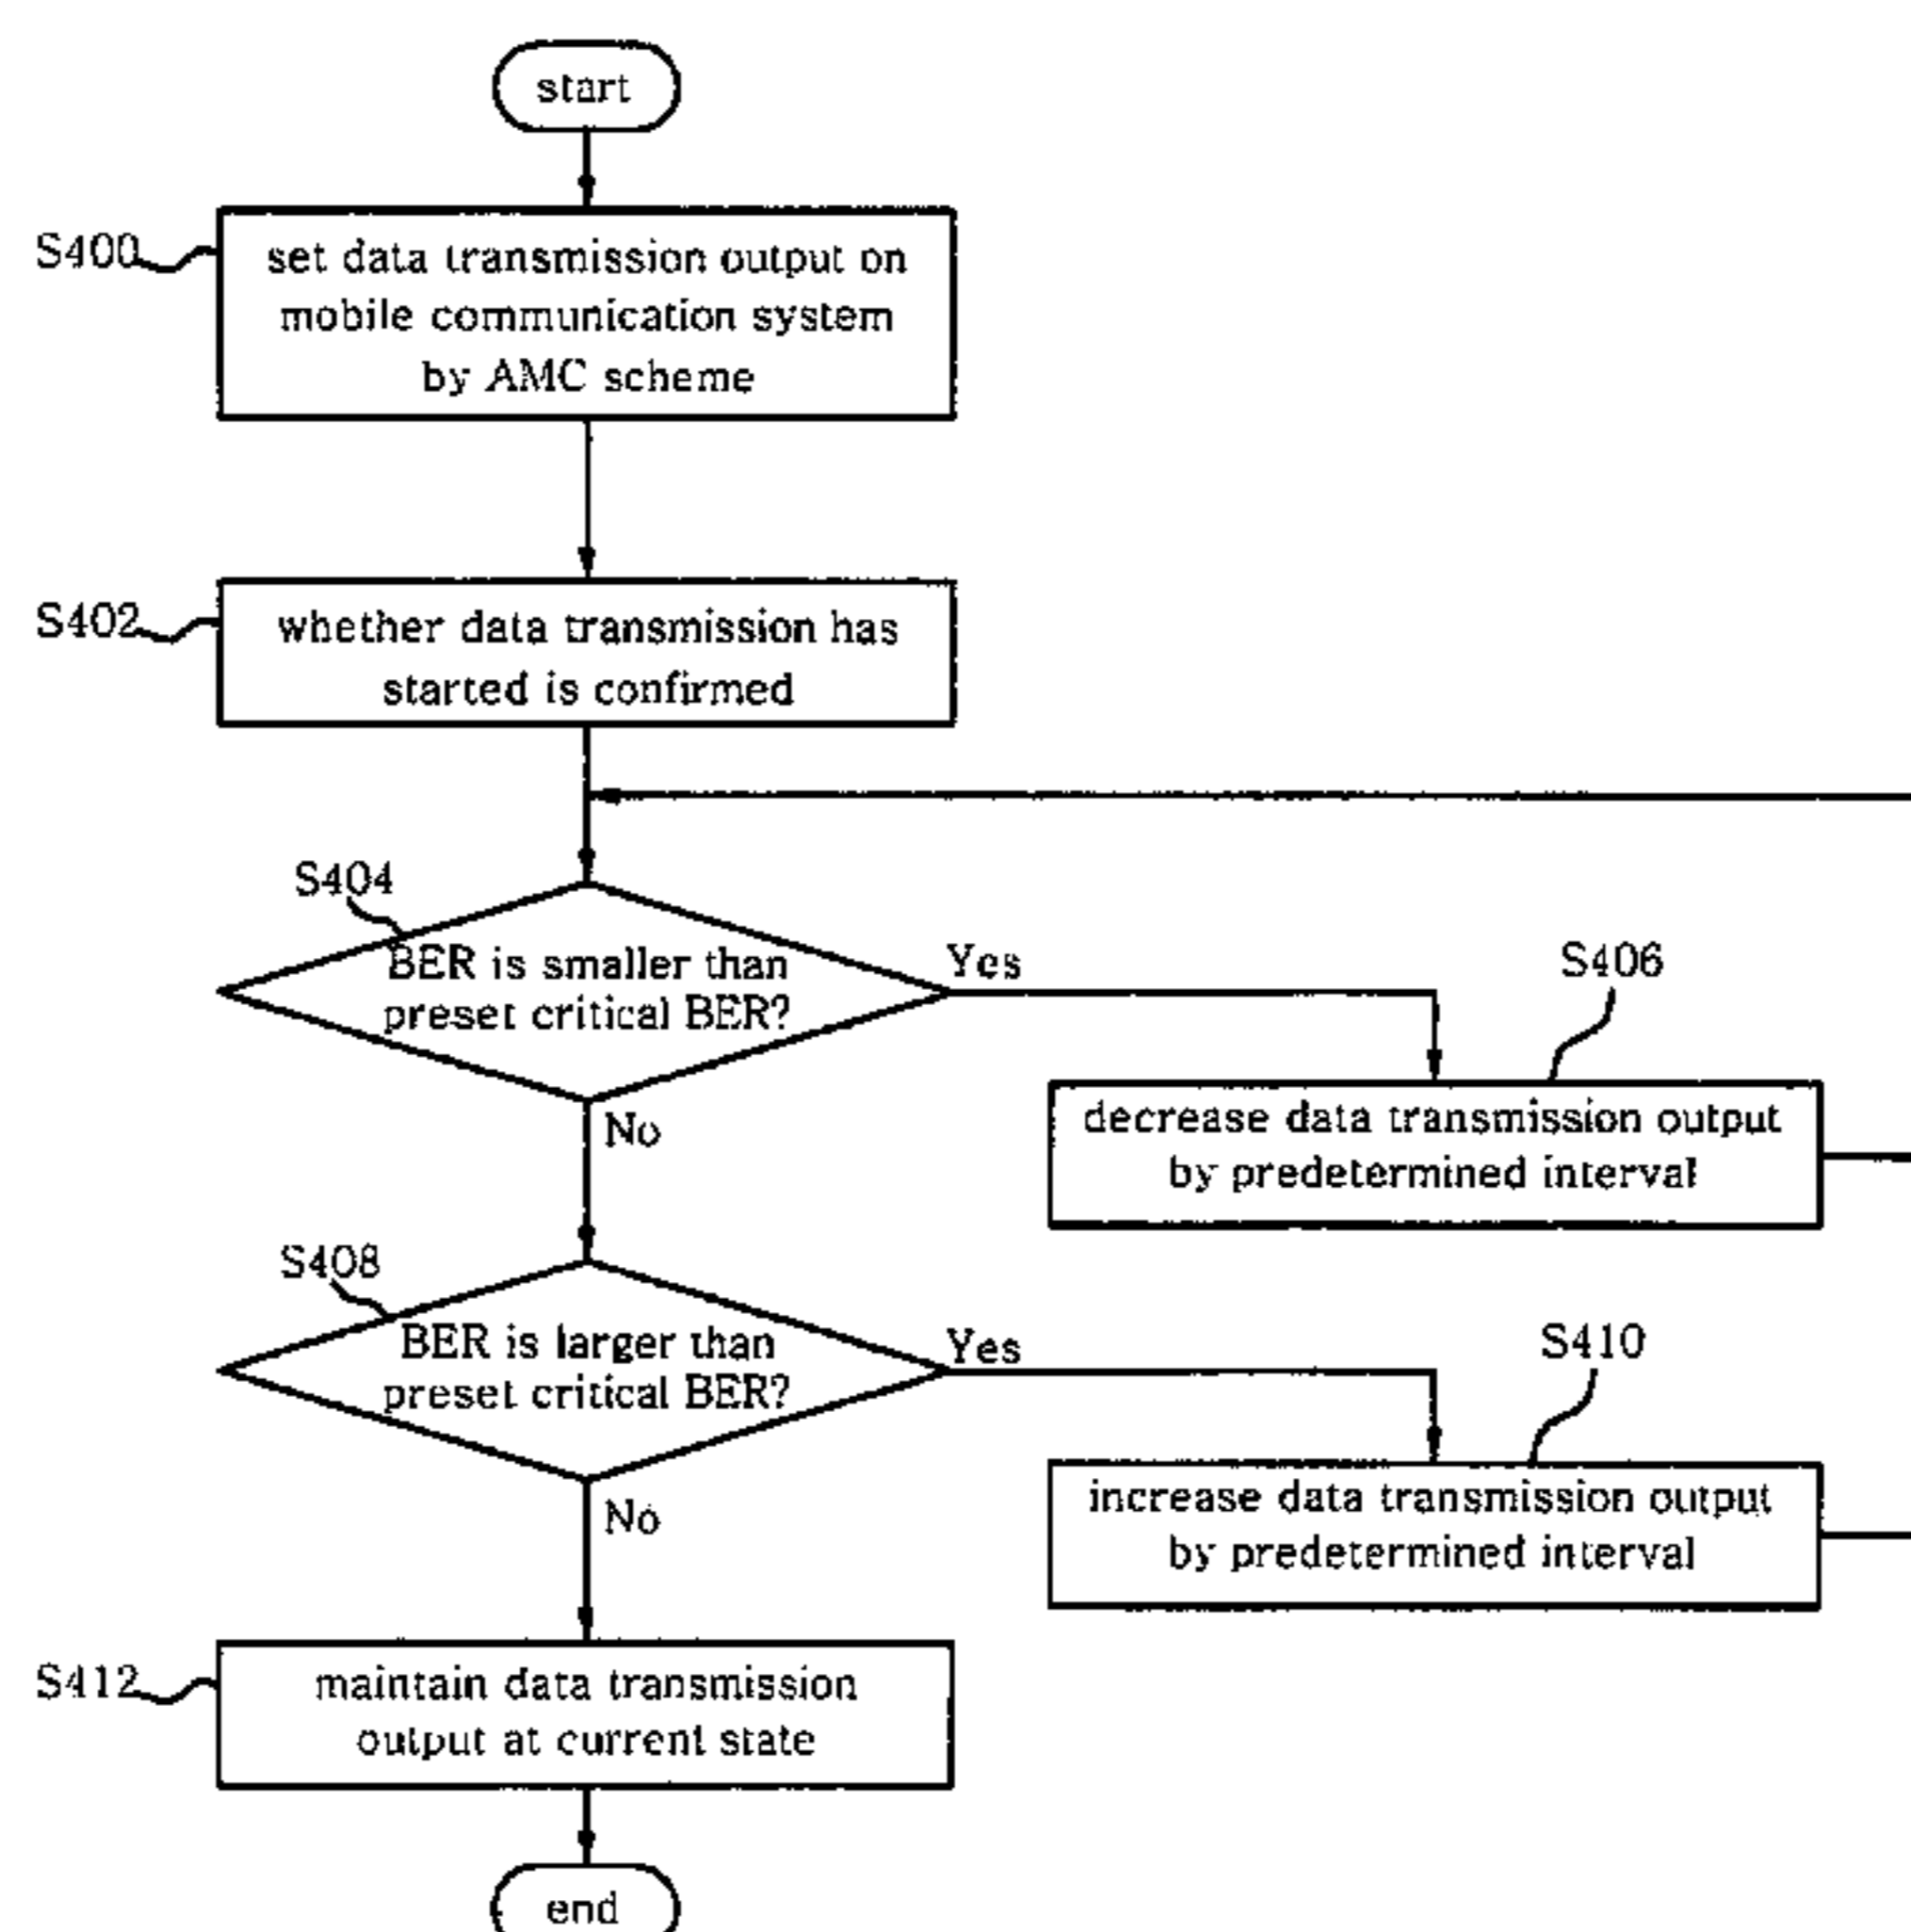 start
S400
set data transmission output on
mobile communication system
by AMC scheme
S402
whether data transmission has
started is confirmed
S404
BER is smaller than
preset critical BER?
Yes
No
S406
decrease data transmission output
by predetermined interval
S408
BER is larger than
preset critical BER?
Yes
No
S410
increase data transmission output
by predetermined interval
S412
maintain data transmission
output at current state
end